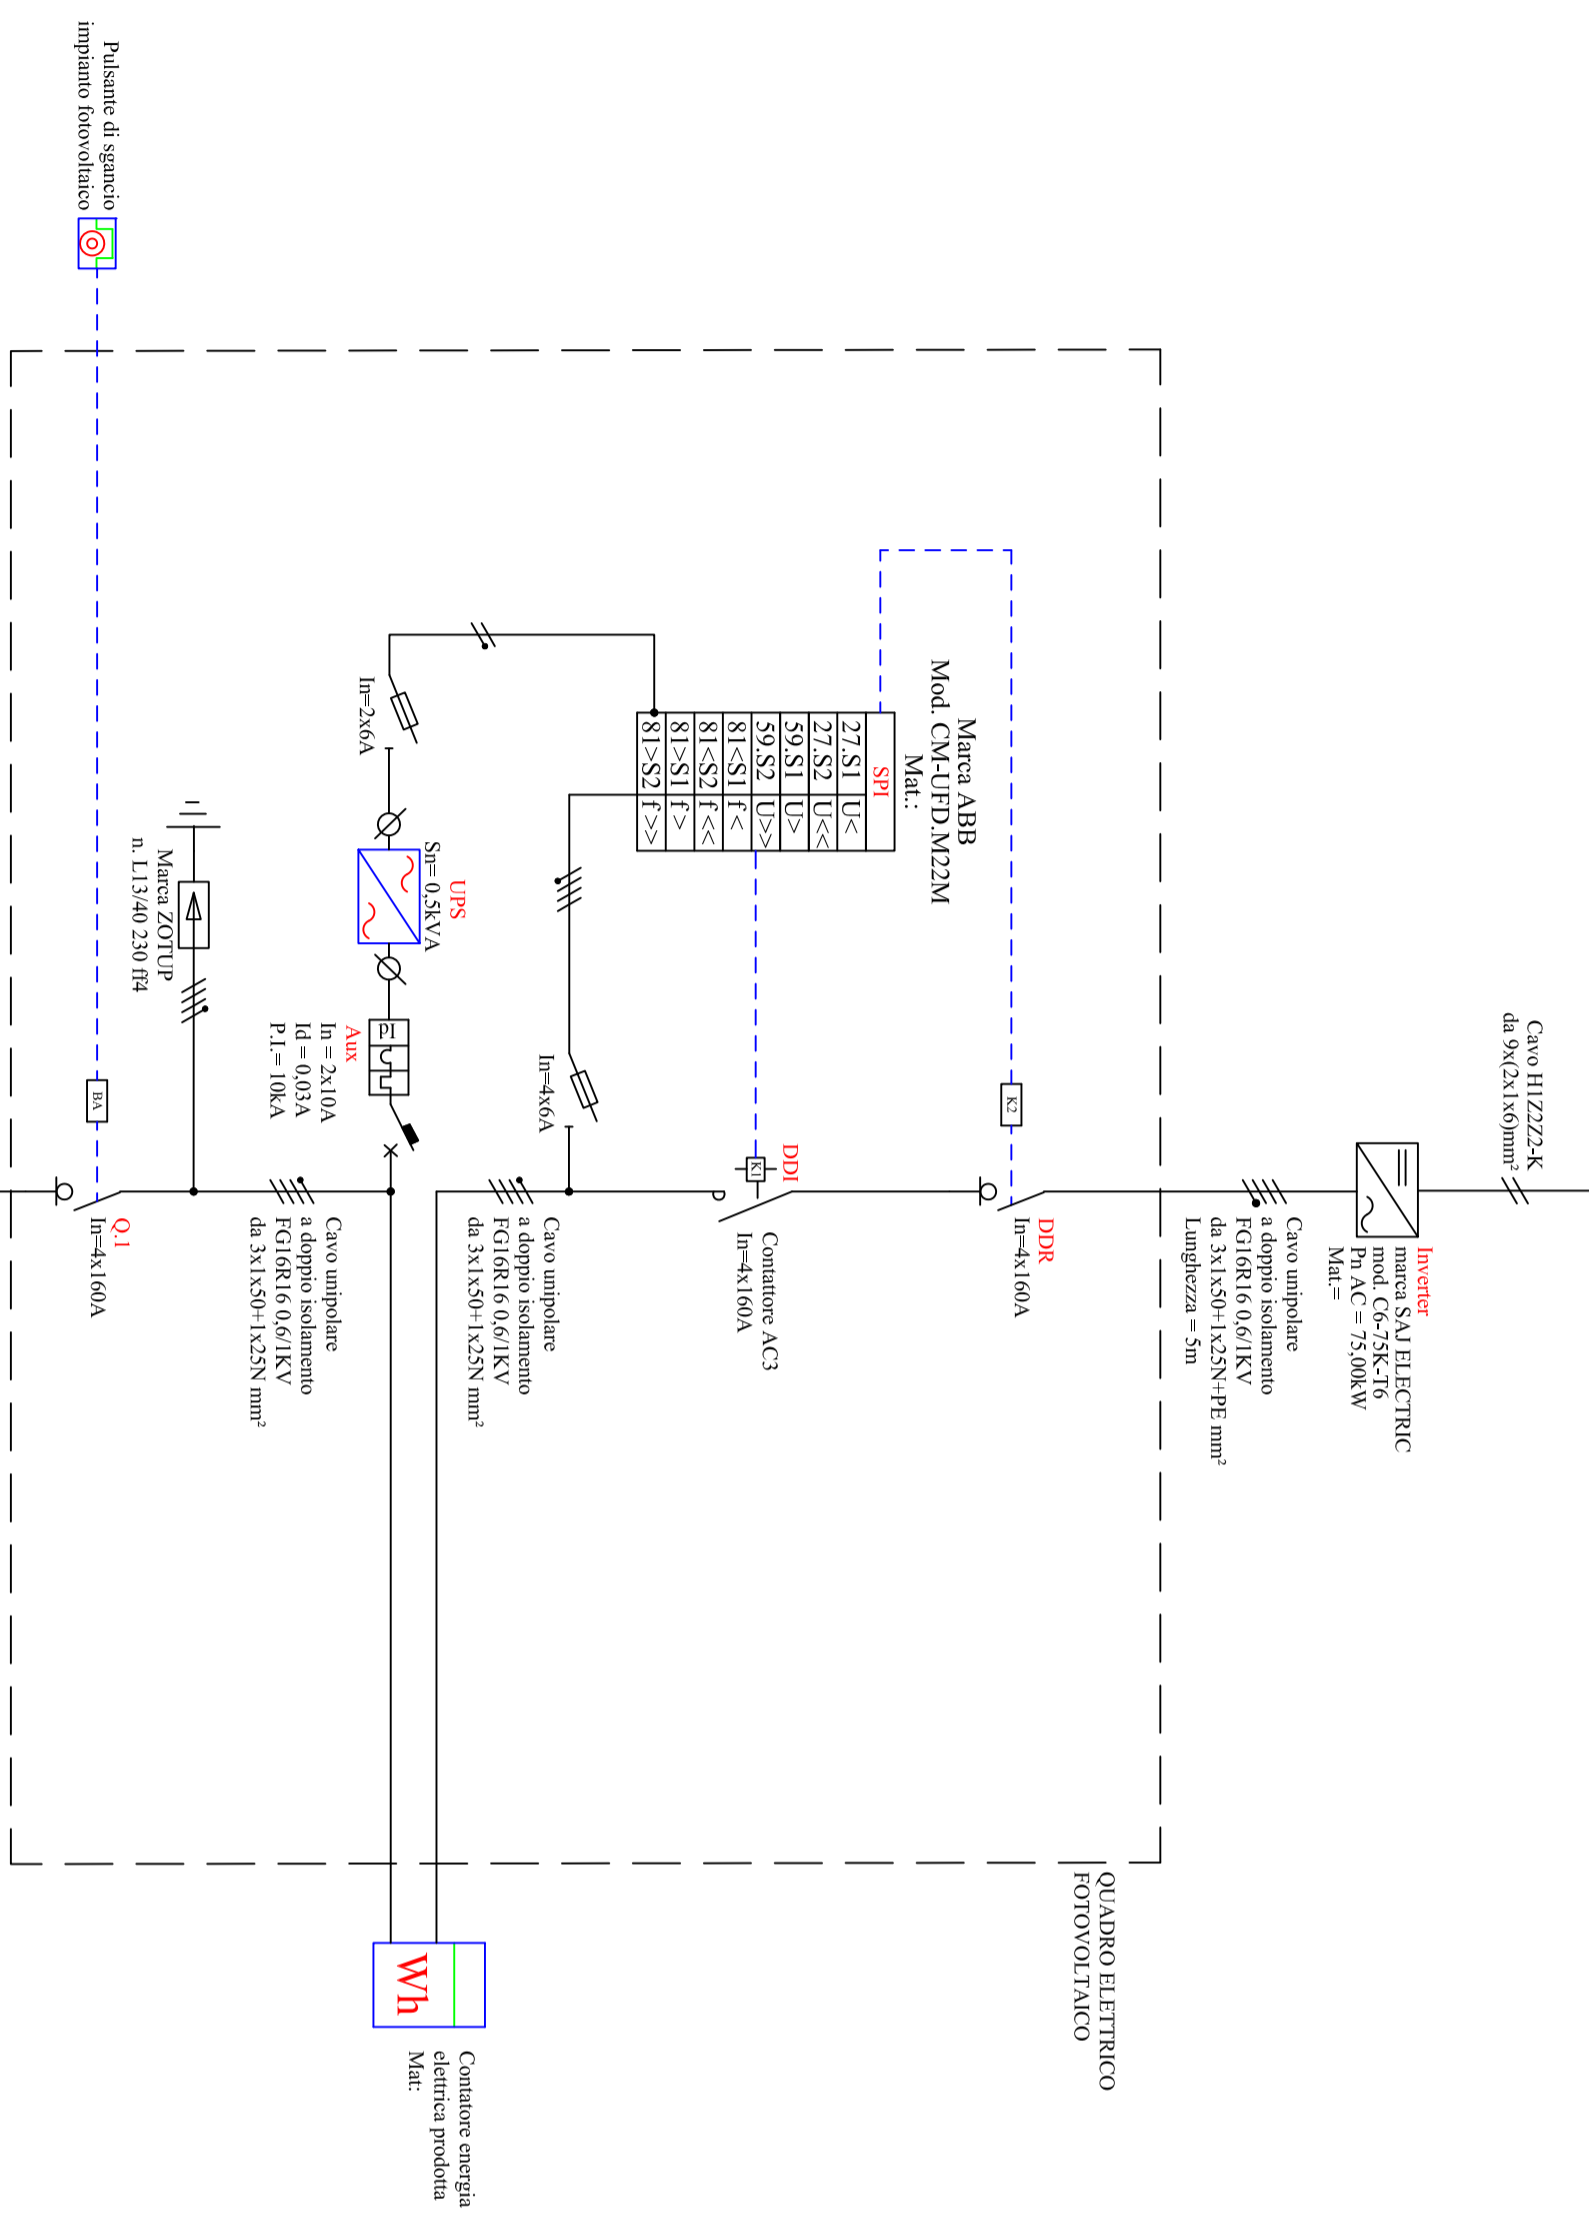 Cavo H1Z2Z2-K
da 9x(2x1x6)mm²
Inverter
marca SAJ ELECTRIC
mod. C6-75K-T6
Pn AC = 75,00kW
Mat.=
Cavo unipolare
a doppio isolamento
FG16R16 0,6/1KV
da 3x1x50+1x25N+PE mm²
Lunghezza = 5m
QUADRO ELETTRICO
FOTOVOLTAICO
K2
DDR
In=4x160A
Marca ABB
Mod. CM-UFD.M22M
Mat.:
SPI
27.S1 U<
27.S2 U<<
59.S1 U>
59.S2 U>>
81<S1 f <
81<S2 f <<
81>S1 f >
81>S2 f >>
DDI
K1
Contattore AC3
In=4x160A
In=4x6A
Cavo unipolare
a doppio isolamento
FG16R16 0,6/1KV
da 3x1x50+1x25N mm²
UPS
Sn= 0,5kVA
In=2x6A
Id
Aux
In = 2x10A
Id = 0,03A
P.I.= 10kA
Wh
Contatore energia
elettrica prodotta
Mat:
Cavo unipolare
a doppio isolamento
FG16R16 0,6/1KV
da 3x1x50+1x25N mm²
Marca ZOTUP
n. L13/40 230 ff4
Pulsante di sgancio
impianto fotovoltaico
BA
Q.1
In=4x160A